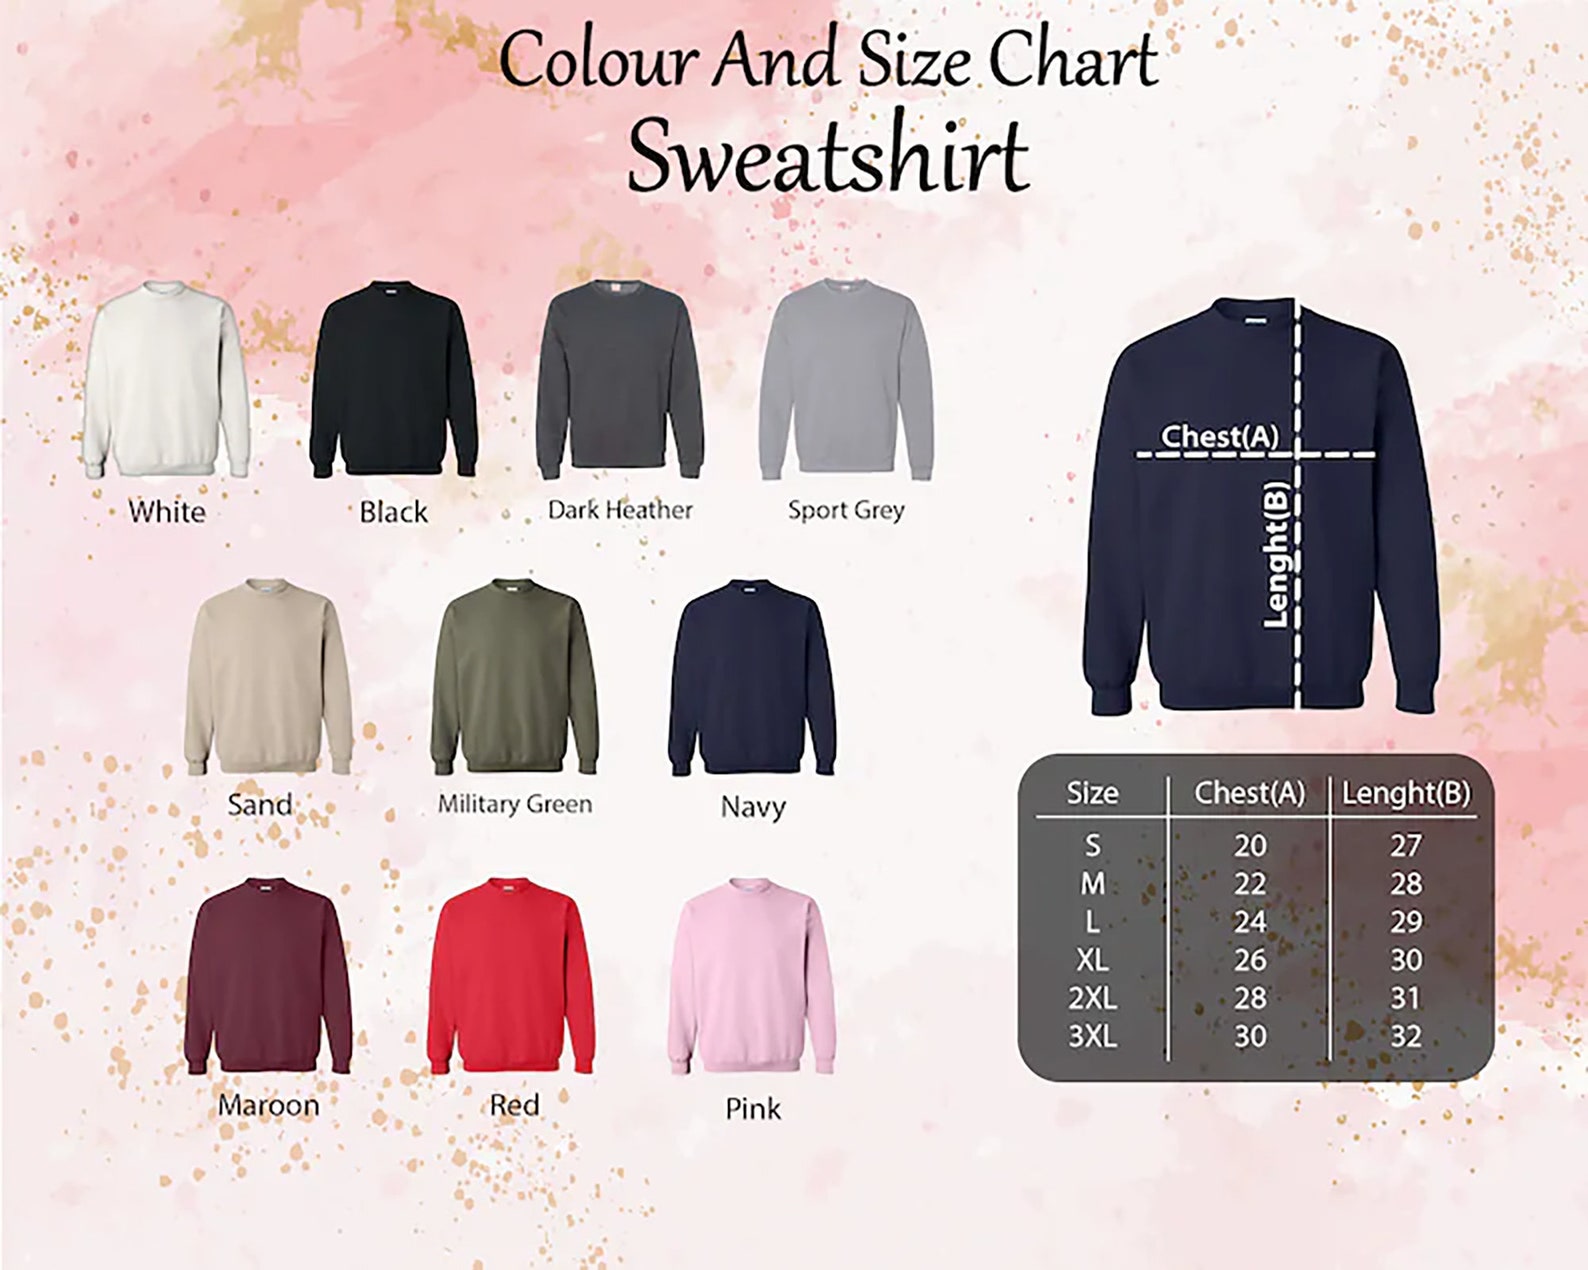 Colour And Size Chart
Sweatshirt
White
Black
Dark Heather
Sport Grey
Sand
Military Green
Navy
Maroon
Red
Pink
Chest(A)
Lenght(B)
Size Chest(A) Lenght(B)
S 20 27
M 22 28
L 24 29
XL 26 30
2XL 28 31
3XL 30 32